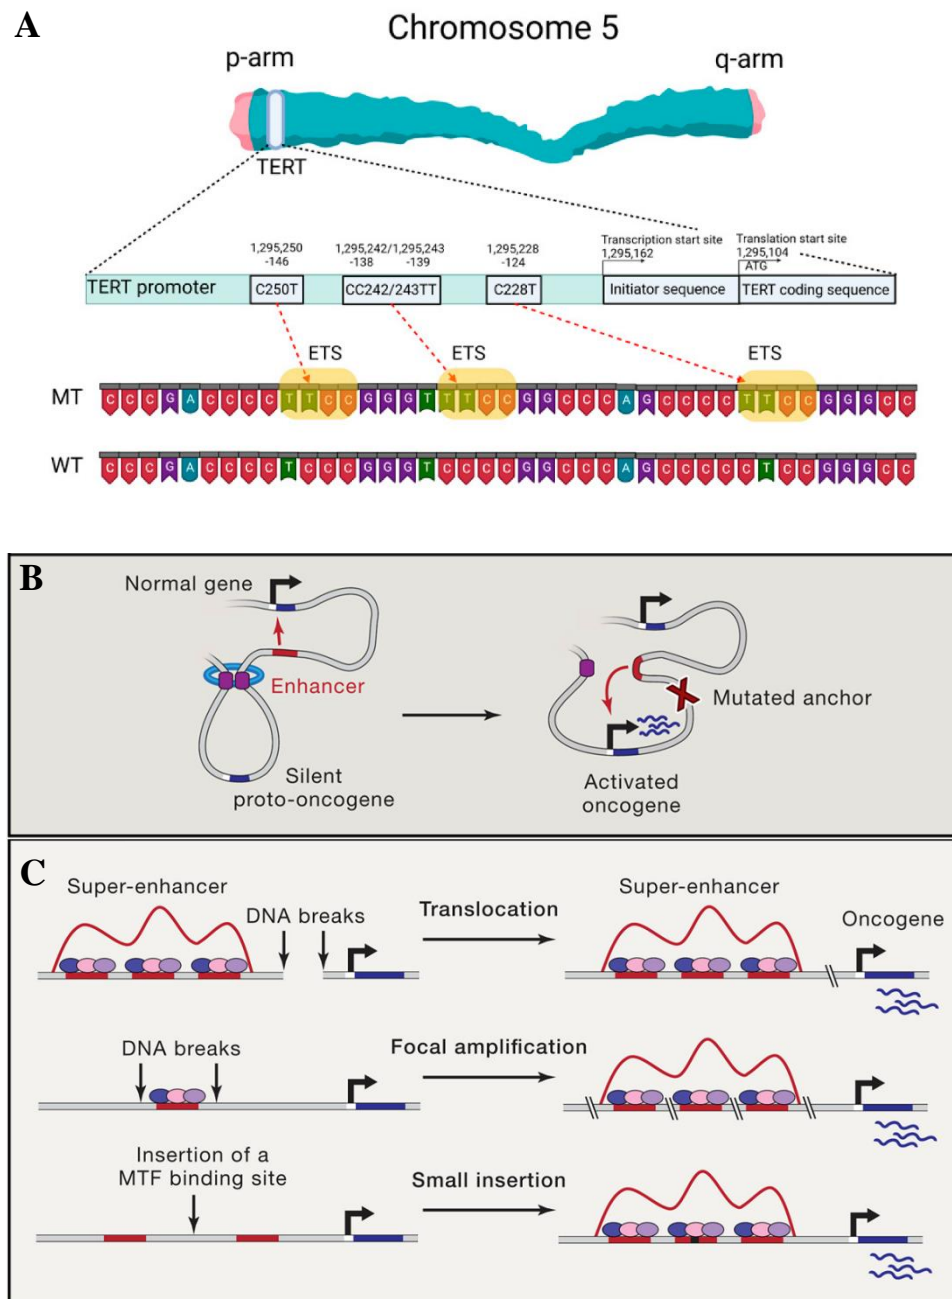 A
Chromosome 5
p-arm
q-arm
TERT
1,295,250
-146
1,295,242/1,295,243
-138 -139
1,295,228
-124
Transcription start site
1,295,162
Translation start site
1,295,104
ATG
TERT promoter
C250T
CC242/243TT
C228T
Initiator sequence
TERT coding sequence
ETS
ETS
ETS
MT
C C C G A C C C C T T C C G G G T T T C C G G C C C A G C C C C T T C C G G G C C
WT
C C C G A C C C C T C C C G G G T C C C C G G C C C A G C C C C C T C C G G G C C
B
Normal gene
Enhancer
Silent
proto-oncogene
Mutated anchor
Activated
oncogene
C
Super-enhancer
DNA breaks
Translocation
Super-enhancer
Oncogene
DNA breaks
Focal amplification
Insertion of a
MTF binding site
Small insertion